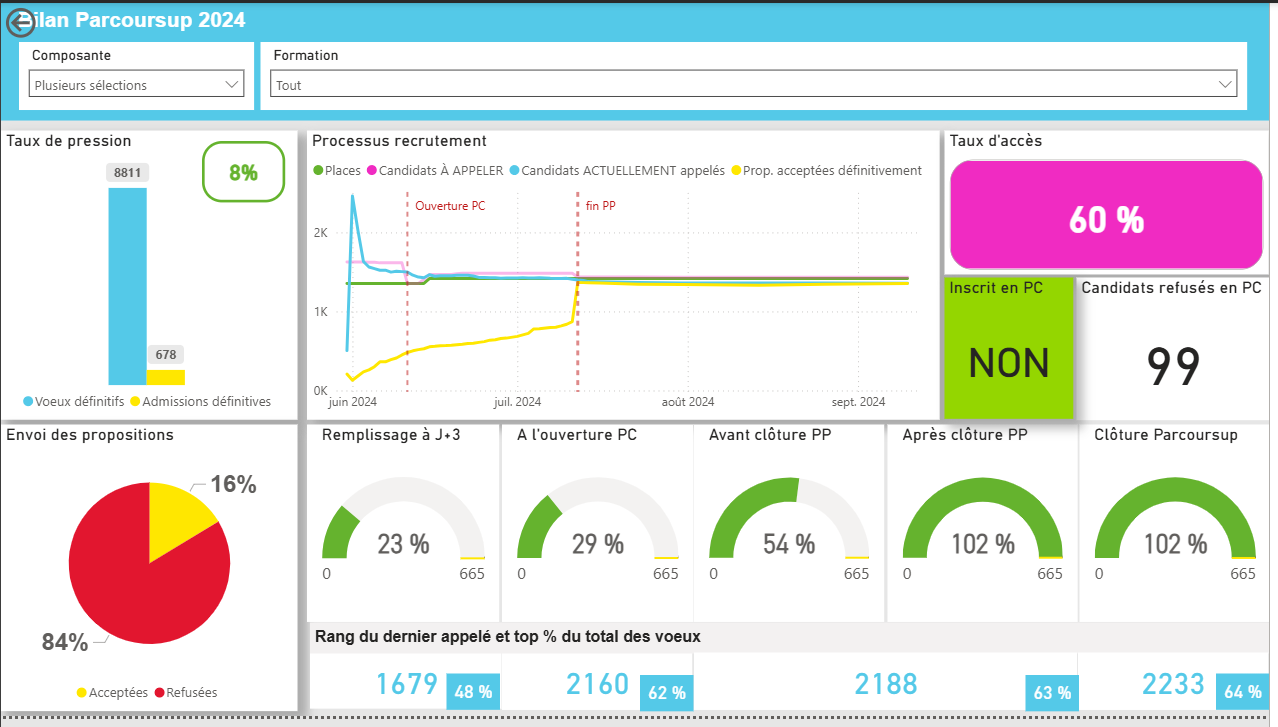 Bilan Parcoursup 2024
Composante
Formation
Plusieurs sélections
Tout
Taux de pression
8%
8811
678
Voeux définitifs
Admissions définitives
Processus recrutement
Places
Candidats À APPELER
Candidats ACTUELLEMENT appelés
Prop. acceptées définitivement
Ouverture PC
fin PP
2K
1K
0K
juin 2024
juil. 2024
août 2024
sept. 2024
Taux d'accès
60 %
Inscrit en PC
NON
Candidats refusés en PC
99
Envoi des propositions
16%
84%
Acceptées
Refusées
Remplissage à J+3
23 %
0
665
A l'ouverture PC
29 %
0
665
Avant clôture PP
54 %
0
665
Après clôture PP
102 %
0
665
Clôture Parcoursup
102 %
0
665
Rang du dernier appelé et top % du total des voeux
1679
48 %
2160
62 %
2188
63 %
2233
64 %